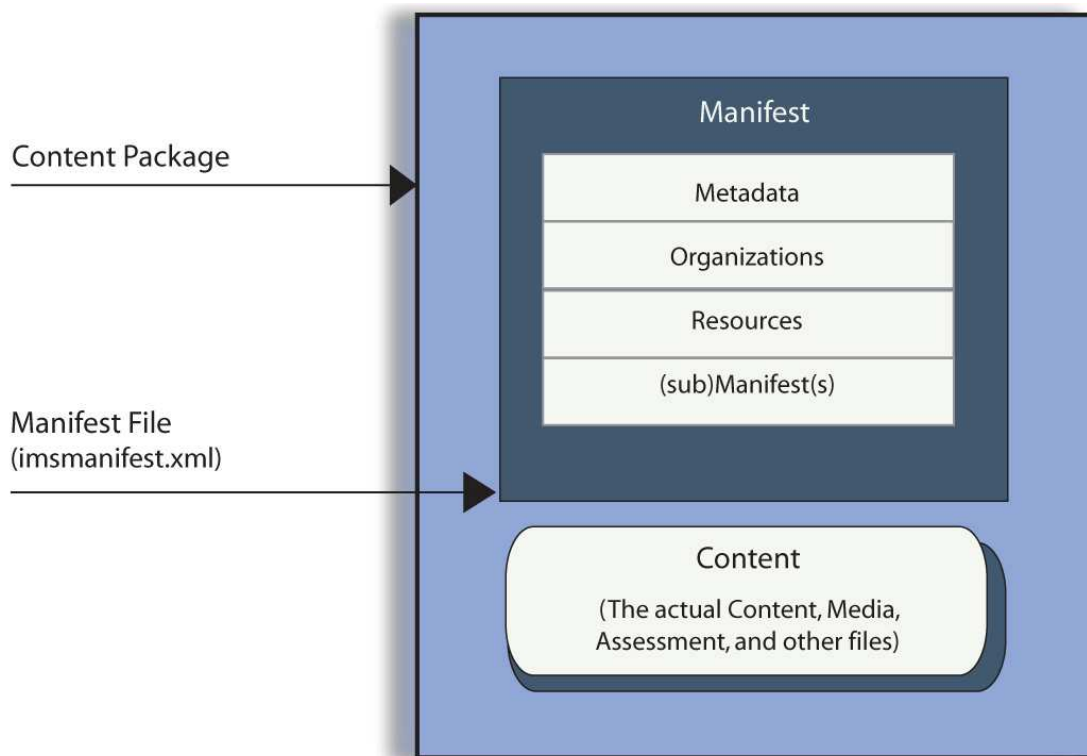 Content Package
Manifest File
(imsmanifest.xml)
Manifest
Metadata
Organizations
Resources
(sub)Manifest(s)
Content
(The actual Content, Media,
Assessment, and other files)